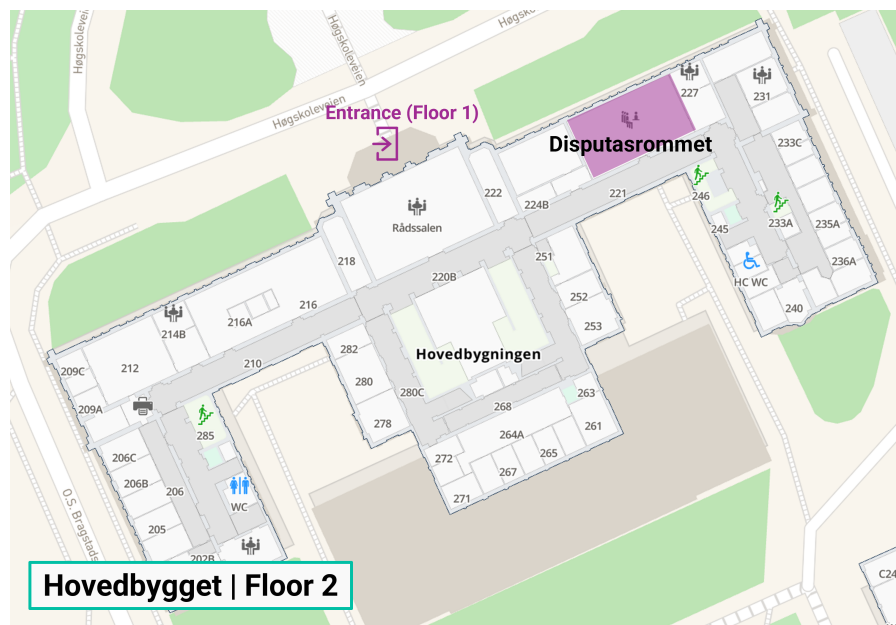 Høgskoleveien
Høgskoleveien
Høgskoleveien
Høgskoleveien
Entrance (Floor 1)
Disputasrommet
227
231
233C
222
224B
221
246
245
233A
235A
236A
HC WC
240
Rådssalen
218
220B
251
252
253
216
216A
214B
212
210
209C
209A
282
280
278
280C
Hovedbygningen
268
263
264A
261
265
267
272
271
285
206C
206B
206
205
202B
WC
O.S. Bragstads
C24
Hovedbygget | Floor 2